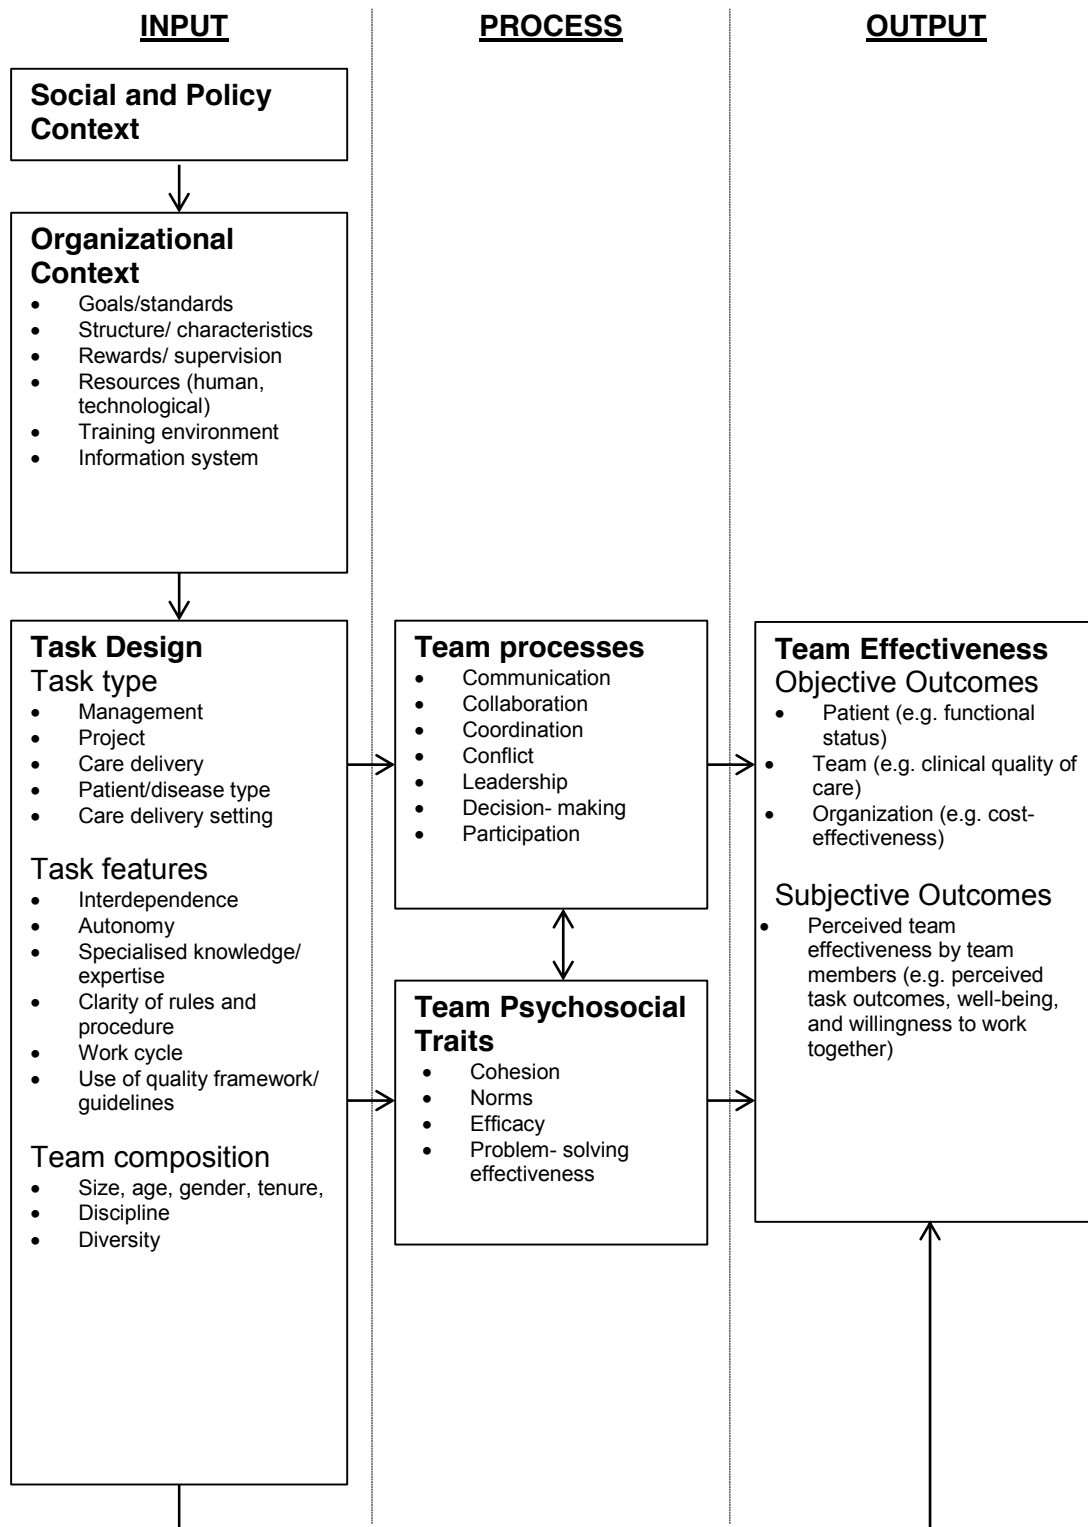 INPUT
PROCESS
OUTPUT
Social and Policy
Context
Organizational
Context
• Goals/standards
• Structure/ characteristics
• Rewards/ supervision
• Resources (human,
technological)
• Training environment
• Information system
Task Design
Task type
• Management
• Project
• Care delivery
• Patient/disease type
• Care delivery setting
Task features
• Interdependence
• Autonomy
• Specialised knowledge/
expertise
• Clarity of rules and
procedure
• Work cycle
• Use of quality framework/
guidelines
Team composition
• Size, age, gender, tenure,
• Discipline
• Diversity
Team processes
• Communication
• Collaboration
• Coordination
• Conflict
• Leadership
• Decision- making
• Participation
Team Psychosocial
Traits
• Cohesion
• Norms
• Efficacy
• Problem- solving
effectiveness
Team Effectiveness
Objective Outcomes
• Patient (e.g. functional
status)
• Team (e.g. clinical quality of
care)
• Organization (e.g. cost-
effectiveness)
Subjective Outcomes
• Perceived team
effectiveness by team
members (e.g. perceived
task outcomes, well-being,
and willingness to work
together)